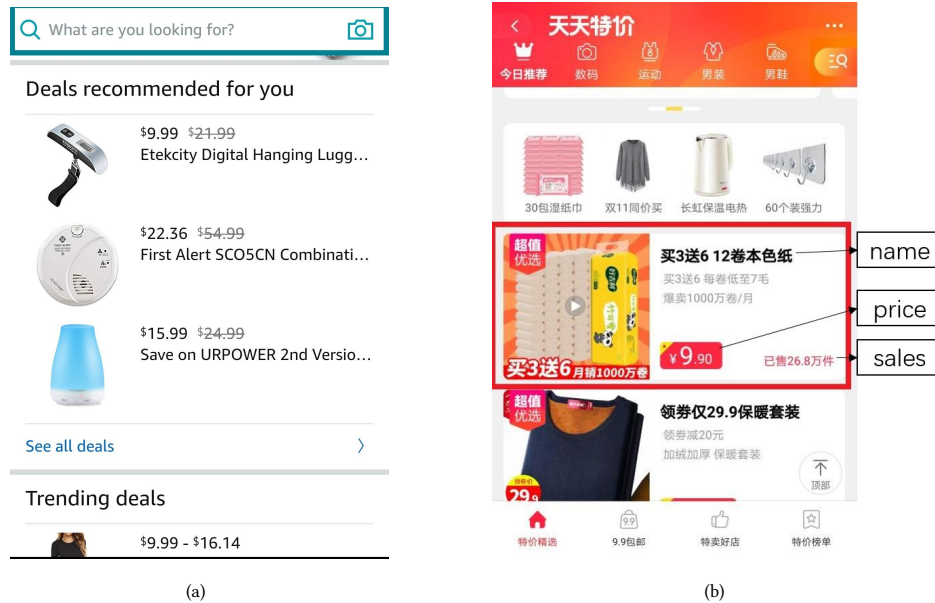 What are you looking for?
Deals recommended for you
$9.99 $21.99
Etekcity Digital Hanging Lugg...
$22.36 $54.99
First Alert SCO5CN Combinati...
$15.99 $24.99
Save on URPOWER 2nd Versio...
See all deals
Trending deals
$9.99 - $16.14
(a)
天天特价
今日推荐 数码 运动 男装 男鞋
30包湿纸巾 双11同价买 长虹保温电热 60个装强力
超值
优选
买3送6 12卷本色纸
买3送6 每卷低至7毛
爆卖1000万卷/月
¥9.90
已售26.8万件
买3送6 月销1000万卷
name
price
sales
超值
优选
领券仅29.9保暖套装
领券减20元
加绒加厚 保暖套装
29.9
顶部
9.9
特价精选 9.9包邮 特卖好店 特价榜单
(b)